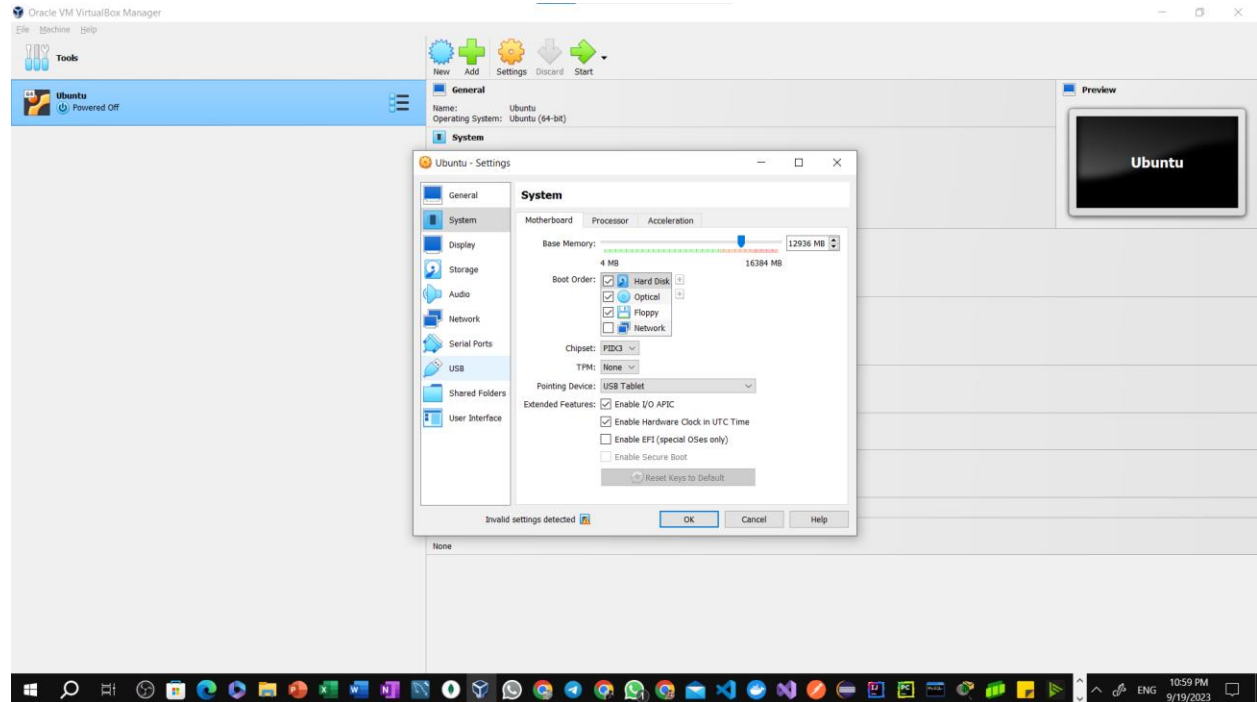 Oracle VM VirtualBox Manager
File Machine Help
Tools
New Add Settings Discard Start
Ubuntu
Powered Off
General
Name: Ubuntu
Operating System: Ubuntu (64-bit)
System
Preview
Ubuntu
Ubuntu - Settings
General
System
Display
Storage
Audio
Network
Serial Ports
USB
Shared Folders
User Interface
System
Motherboard Processor Acceleration
Base Memory: 12936 MB
4 MB 16384 MB
Boot Order: Hard Disk
Optical
Floppy
Network
Chipset: PIIX3
TPM: None
Pointing Device: USB Tablet
Extended Features: Enable I/O APIC
Enable Hardware Clock in UTC Time
Enable EFI (special OSes only)
Enable Secure Boot
Reset Keys to Default
Invalid settings detected OK Cancel Help
None
ENG
10:59 PM
9/19/2023